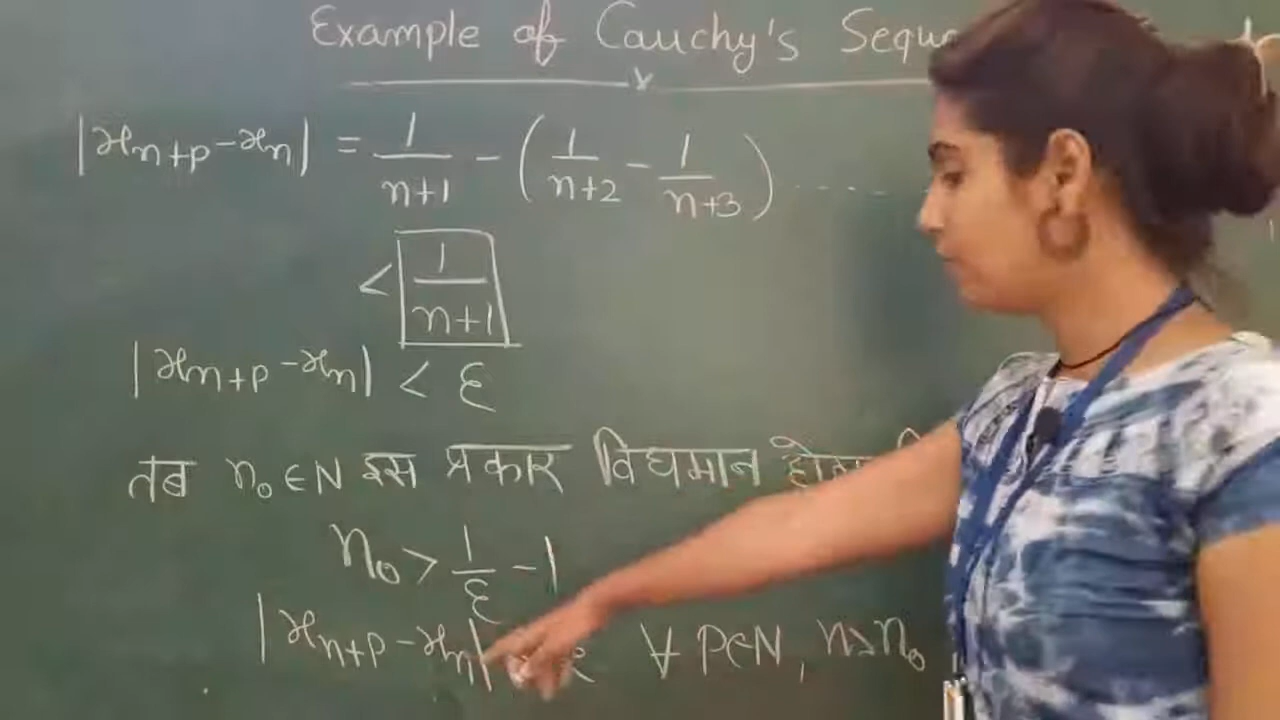 Example of Cauchy's
|xn+p - xn| = 1/(n+1) - (1/(n+2) - 1/(n+3)) ......
< 1/(n+1)
|xn+p - xn| < ε
तब n₀ ∈ N इस प्रकार विद्यमान
n₀ > 1/ε - 1
|xn+p - xn| ε ∀ P∈N, n≥n₀